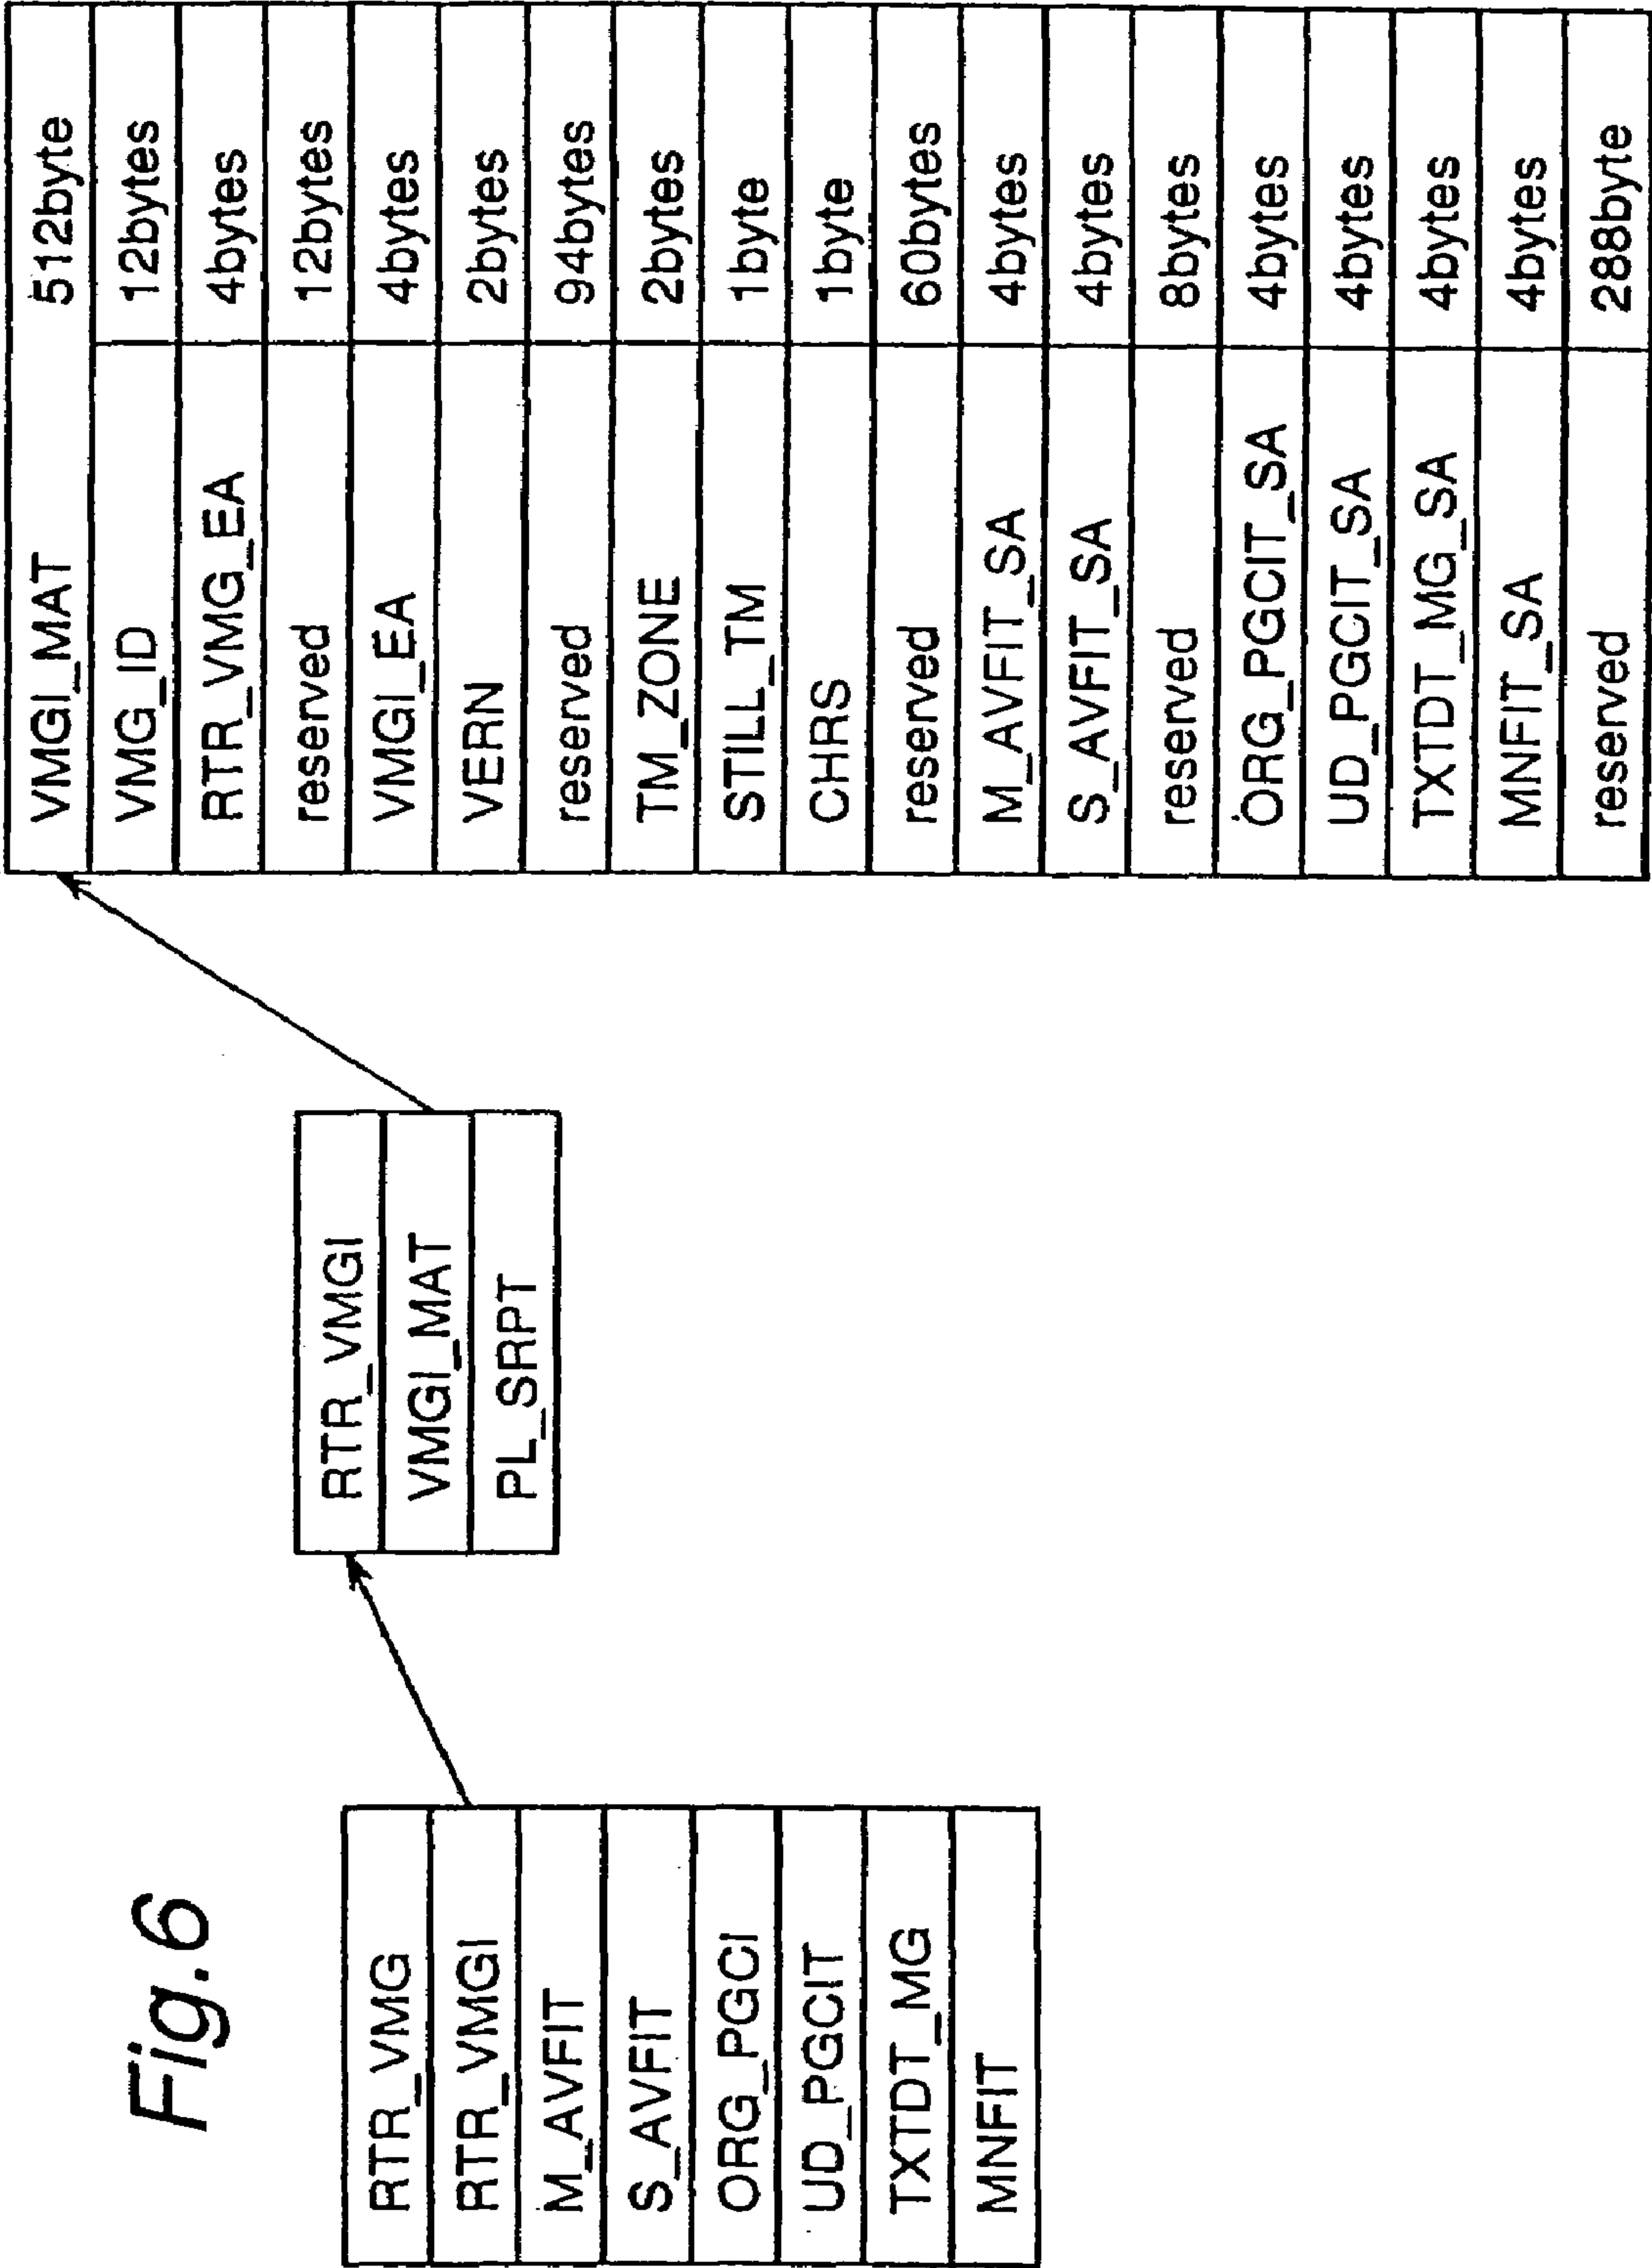 Fig.6
RTR_VMG
RTR_VMGI
M_AVFIT
S_AVFIT
ORG_PGCI
UD_PGCIT
TXTDT_MG
MNFIT
RTR_VMGI
VMGI_MAT
PL_SRPT
VMGI_MAT 512byte
VMG_ID 12bytes
RTR_VMG_EA 4bytes
reserved 12bytes
VMGI_EA 4bytes
VERN 2bytes
reserved 94bytes
TM_ZONE 2bytes
STILL_TM 1byte
CHRS 1byte
reserved 60bytes
M_AVFIT_SA 4bytes
S_AVFIT_SA 4bytes
reserved 8bytes
ORG_PGCIT_SA 4bytes
UD_PGCIT_SA 4bytes
TXTDT_MG_SA 4bytes
MNFIT_SA 4bytes
reserved 288byte